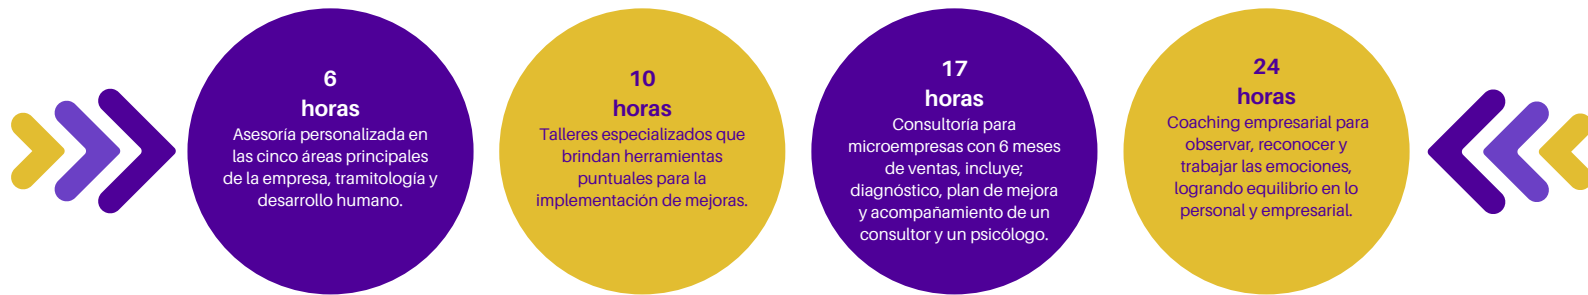 6
horas
Asesoría personalizada en
las cinco áreas principales
de la empresa, tramitología y
desarrollo humano.
10
horas
Talleres especializados que
brindan herramientas
puntuales para la
implementación de mejoras.
17
horas
Consultoría para
microempresas con 6 meses
de ventas, incluye;
diagnóstico, plan de mejora
y acompañamiento de un
consultor y un psicólogo.
24
horas
Coaching empresarial para
observar, reconocer y
trabajar las emociones,
logrando equilibrio en lo
personal y empresarial.